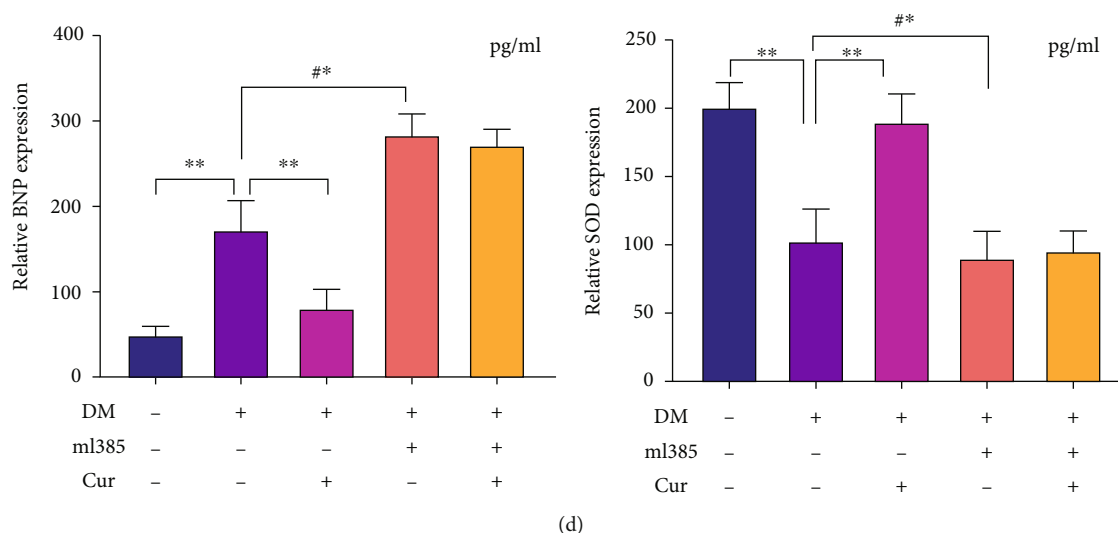 Relative BNP expression
400
300
200
100
0
pg/ml
**
**
#*
DM – + + + +
ml385 – – – + +
Cur – – + – +
Relative SOD expression
250
200
150
100
50
0
pg/ml
**
**
#*
DM – + + + +
ml385 – – – + +
Cur – – + – +
(d)